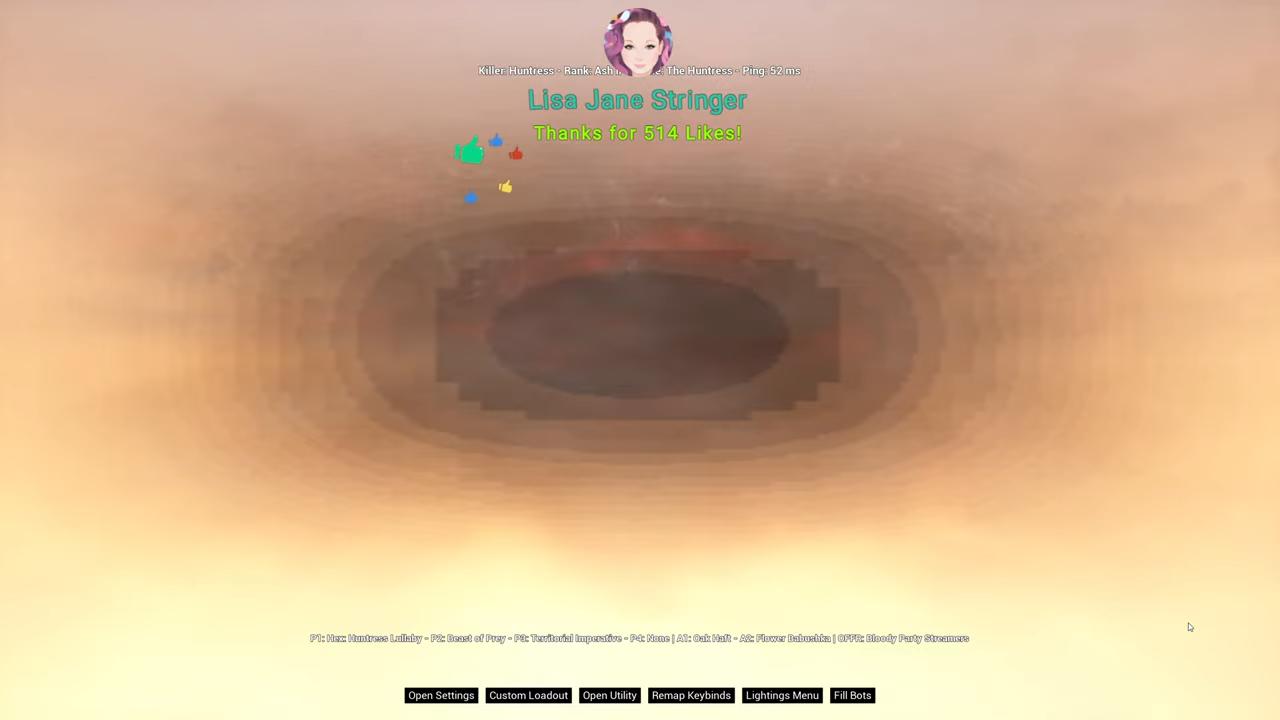 Killer: Huntress - Rank: Ash The Huntress - Ping: 52 ms
Lisa Jane Stringer
Thanks for 514 Likes!
P1: Hex: Huntress Lullaby - P2: Beast of Prey - P3: Territorial Imperative - P4: None | A1: Oak Haft - A2: Flower Babushka | OFFR: Bloody Party Streamers
Open Settings Custom Loadout Open Utility Remap Keybinds Lightings Menu Fill Bots